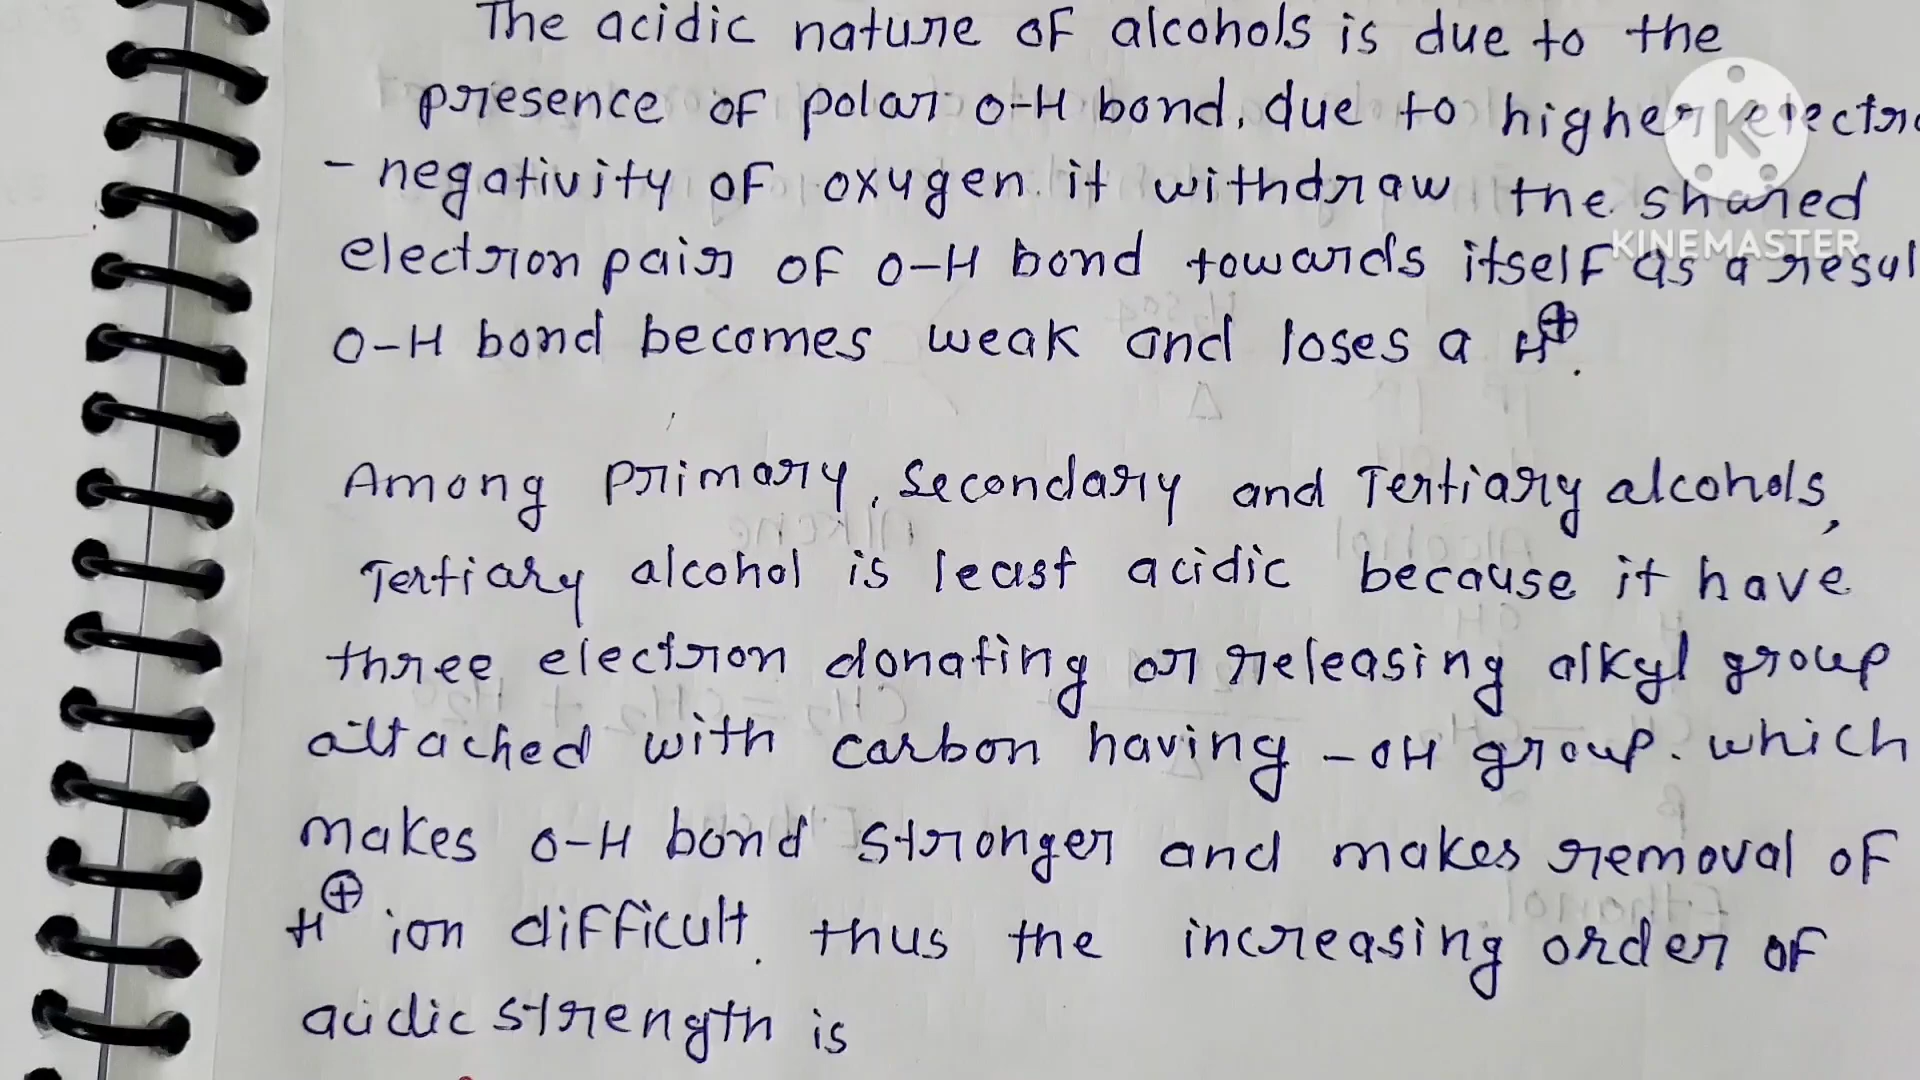 The acidic nature of alcohols is due to the
presence of polar O-H bond, due to higher electro
- negativity of oxygen it withdraw the shared
electron pair of O-H bond towards itself as a resul
O-H bond becomes weak and loses a H⊕.
Among primary, secondary and Tertiary alcohols,
Tertiary alcohol is least acidic because it have
three electron donating or releasing alkyl group
attached with carbon having -OH group. which
makes O-H bond stronger and makes removal of
H⊕ ion difficult. thus the increasing order of
acidic strength is
K
KINEMASTER